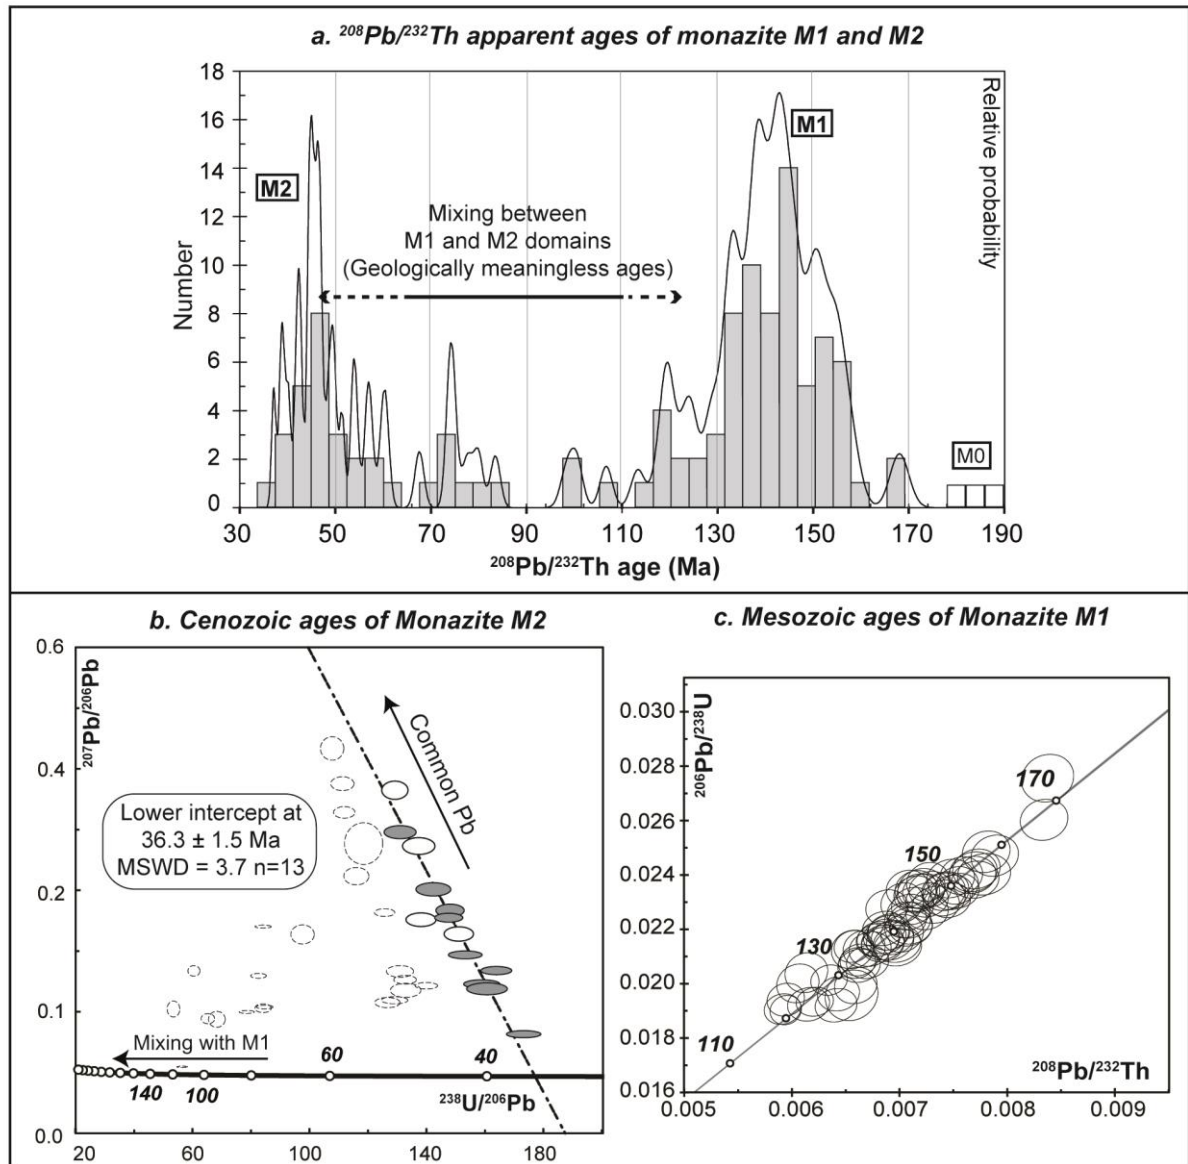 a. ²⁰⁸Pb/²³²Th apparent ages of monazite M1 and M2
18
16
14
12
10
8
6
4
2
0
Number
Relative probability
M2
M1
M0
Mixing between
M1 and M2 domains
(Geologically meaningless ages)
30 50 70 90 110 130 150 170 190
²⁰⁸Pb/²³²Th age (Ma)
b. Cenozoic ages of Monazite M2
0.6
0.4
0.2
0.1
0.0
²⁰⁷Pb/²⁰⁶Pb
Common Pb
Lower intercept at
36.3 ± 1.5 Ma
MSWD = 3.7 n=13
Mixing with M1
140 100 60 40
²³⁸U/²⁰⁶Pb
20 60 100 140 180
c. Mesozoic ages of Monazite M1
0.030
0.028
0.026
0.024
0.022
0.020
0.018
0.016
²⁰⁶Pb/²³⁸U
170
150
130
110
²⁰⁸Pb/²³²Th
0.005 0.006 0.007 0.008 0.009